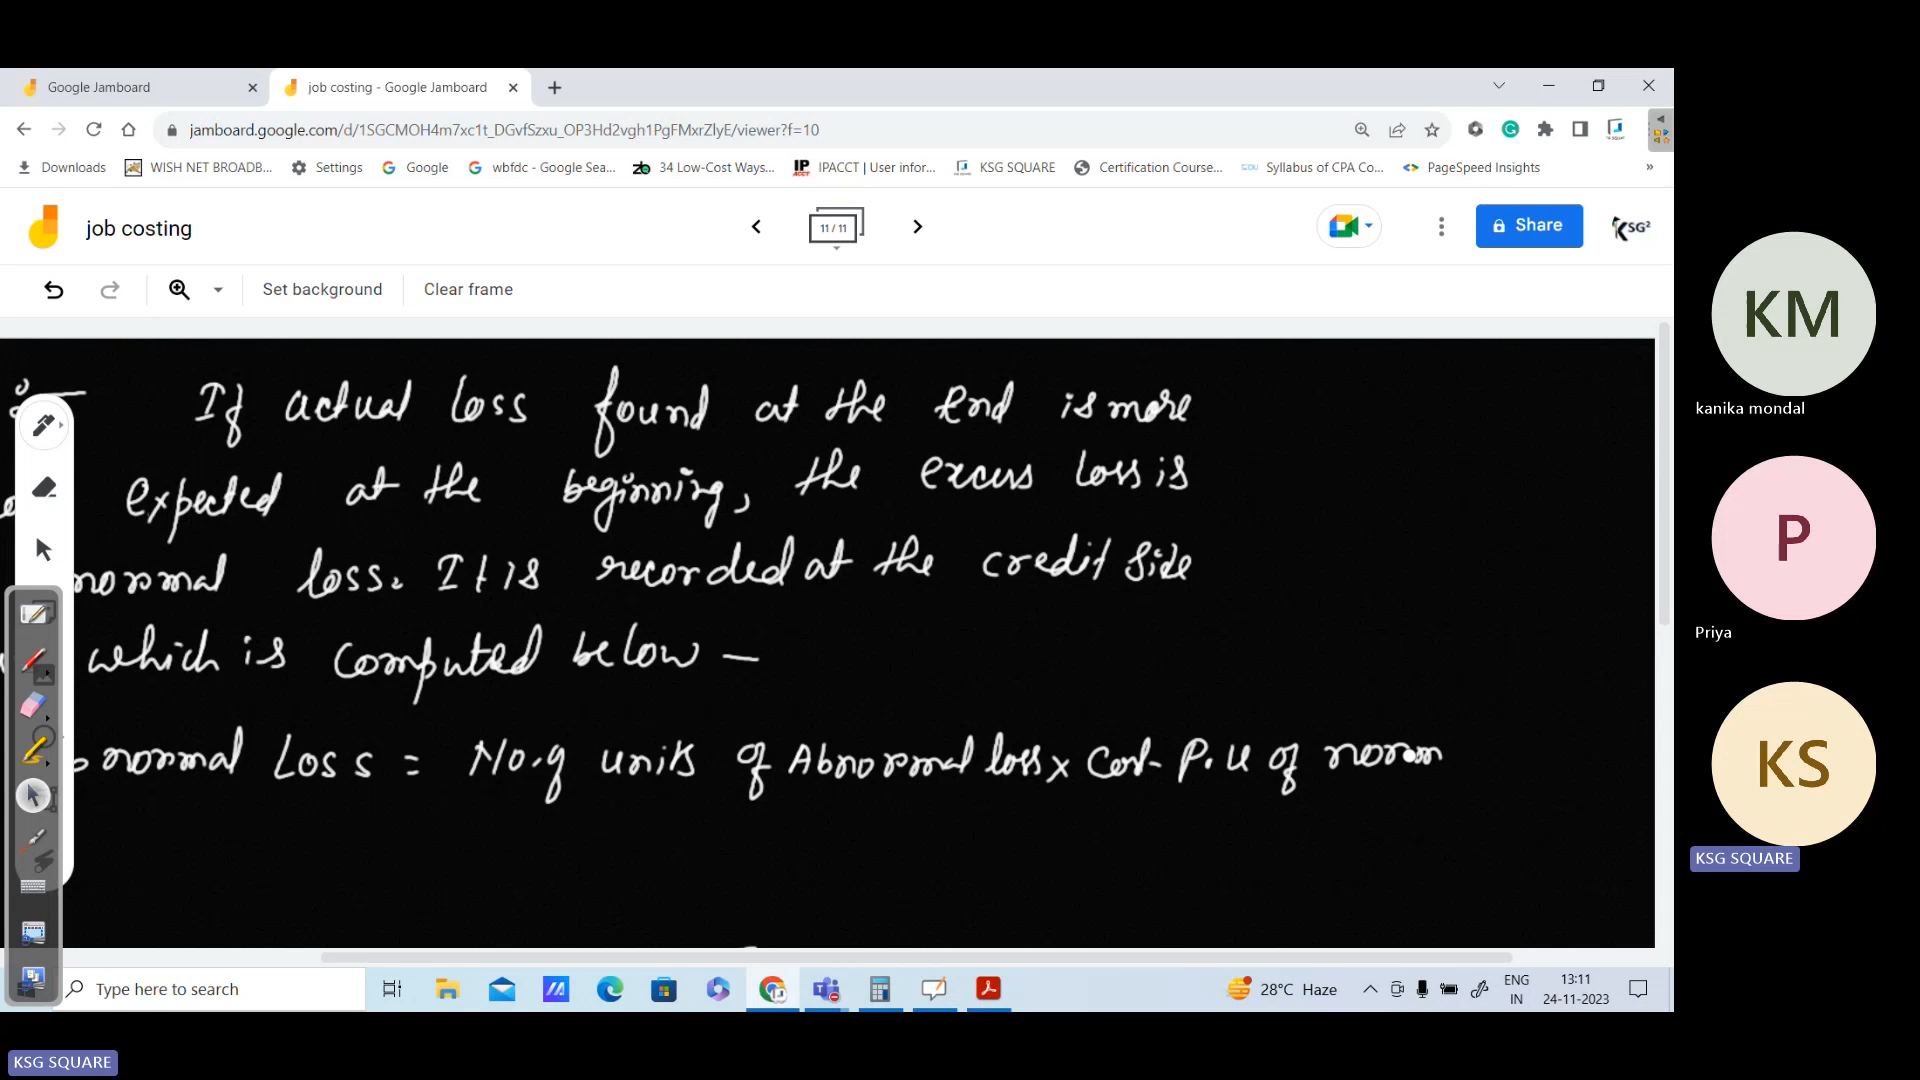 Google Jamboard
job costing - Google Jamboard
jamboard.google.com/d/1SGCMOH4m7xc1t_DGvfSzxu_OP3Hd2vgh1PgFMxrZlyE/viewer?f=10
Downloads WISH NET BROADB... Settings Google wbfdc - Google Sea... 34 Low-Cost Ways... IPACCT | User infor... KSG SQUARE Certification Course... Syllabus of CPA Co... PageSpeed Insights »
job costing
11 / 11
Share
KSG²
Set background
Clear frame
If actual loss found at the end is more
expected at the beginning, the excess loss is
normal loss. It is recorded at the credit side
which is computed below —
normal Loss = No. of units of Abnormal loss x Cost P.U of norm
KM
kanika mondal
P
Priya
KS
KSG SQUARE
Type here to search
28°C Haze
ENG
IN
13:11
24-11-2023
KSG SQUARE